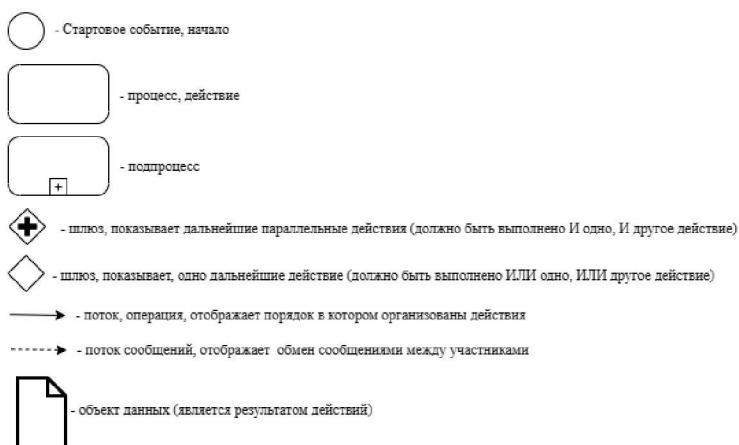 - Стартовое событие, начало
- процесс, действие
- подпроцесс
- шлюз, показывает дальнейшие параллельные действия (должно быть выполнено И одно, И другое действие)
- шлюз, показывает, одно дальнейшие действие (должно быть выполнено ИЛИ одно, ИЛИ другое действие)
- поток, операция, отображает порядок в котором организованы действия
- поток сообщений, отображает обмен сообщениями между участниками
- объект данных (является результатом действий)